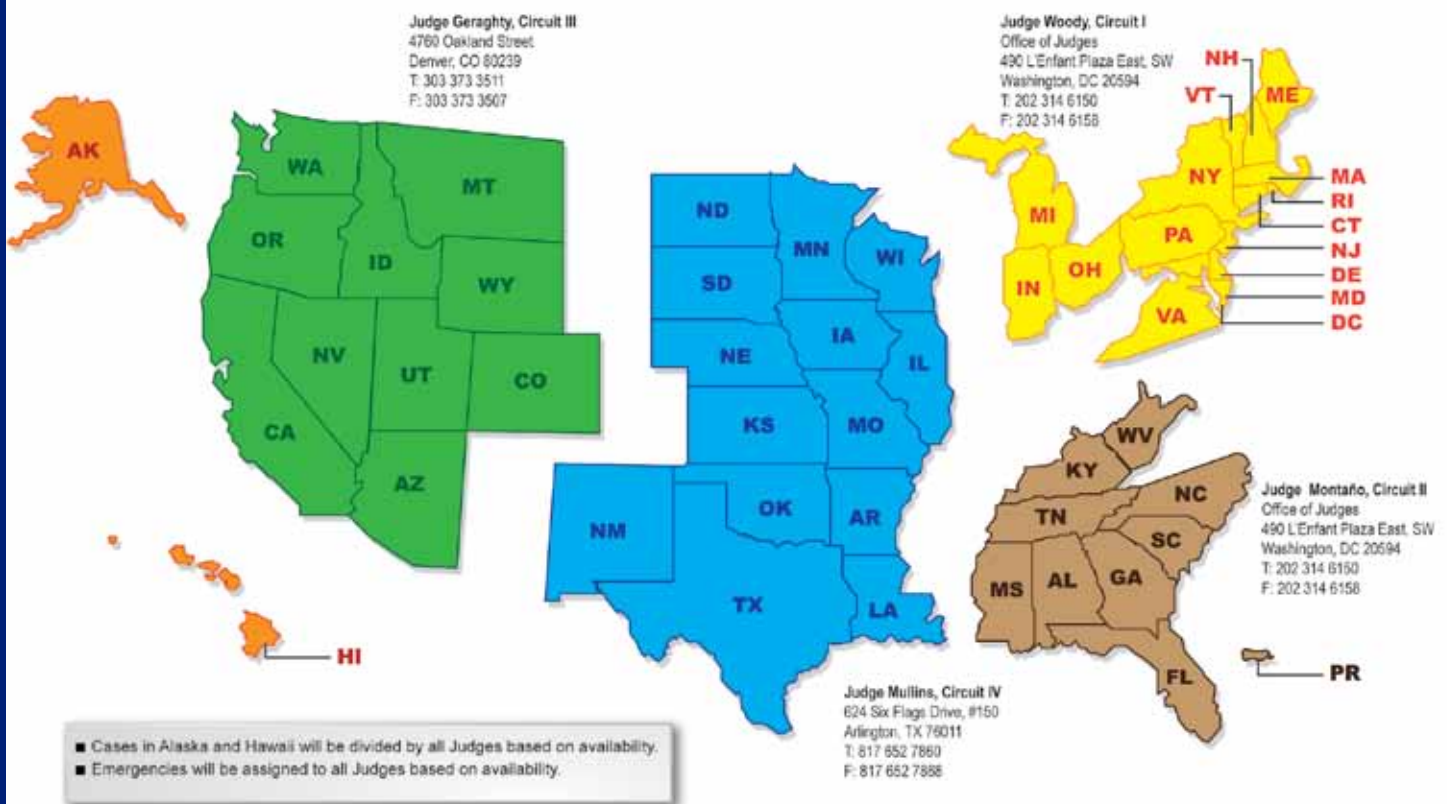 Judge Geraghty, Circuit III
4760 Oakland Street
Denver, CO 80239
T: 303 373 3511
F: 303 373 3507
Judge Woody, Circuit I
Office of Judges
490 L'Enfant Plaza East, SW
Washington, DC 20594
T: 202 314 6150
F: 202 314 6158
AK
WA
MT
OR
ID
WY
NV
UT
CO
CA
AZ
HI
ND
MN
WI
SD
IA
NE
IL
KS
MO
NM
OK
AR
TX
LA
NH
VT
ME
NY
MA
RI
CT
MI
PA
NJ
OH
DE
IN
MD
VA
DC
WV
KY
NC
TN
SC
MS
AL
GA
FL
PR
Judge Montaño, Circuit II
Office of Judges
490 L'Enfant Plaza East, SW
Washington, DC 20594
T: 202 314 6150
F: 202 314 6158
Judge Mullins, Circuit IV
624 Six Flags Drive, #150
Arlington, TX 76011
T: 817 652 7860
F: 817 652 7868
■ Cases in Alaska and Hawaii will be divided by all Judges based on availability.
■ Emergencies will be assigned to all Judges based on availability.